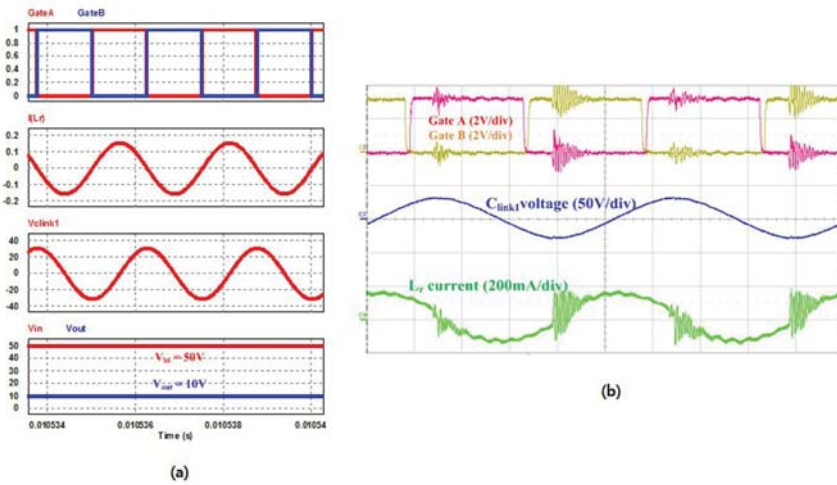 GateA GateB
1
0.8
0.6
0.4
0.2
0
I(Lr)
0.2
0.1
0
-0.1
-0.2
Vclink1
40
20
0
-20
-40
Vin Vout
50
40
30
20
10
0
Vin = 50V
Vout = 10V
0.010534 0.010536 0.010538 0.01054
Time (s)
(a)
Gate A (2V/div)
Gate B (2V/div)
Clink1 voltage (50V/div)
Lr current (200mA/div)
(b)